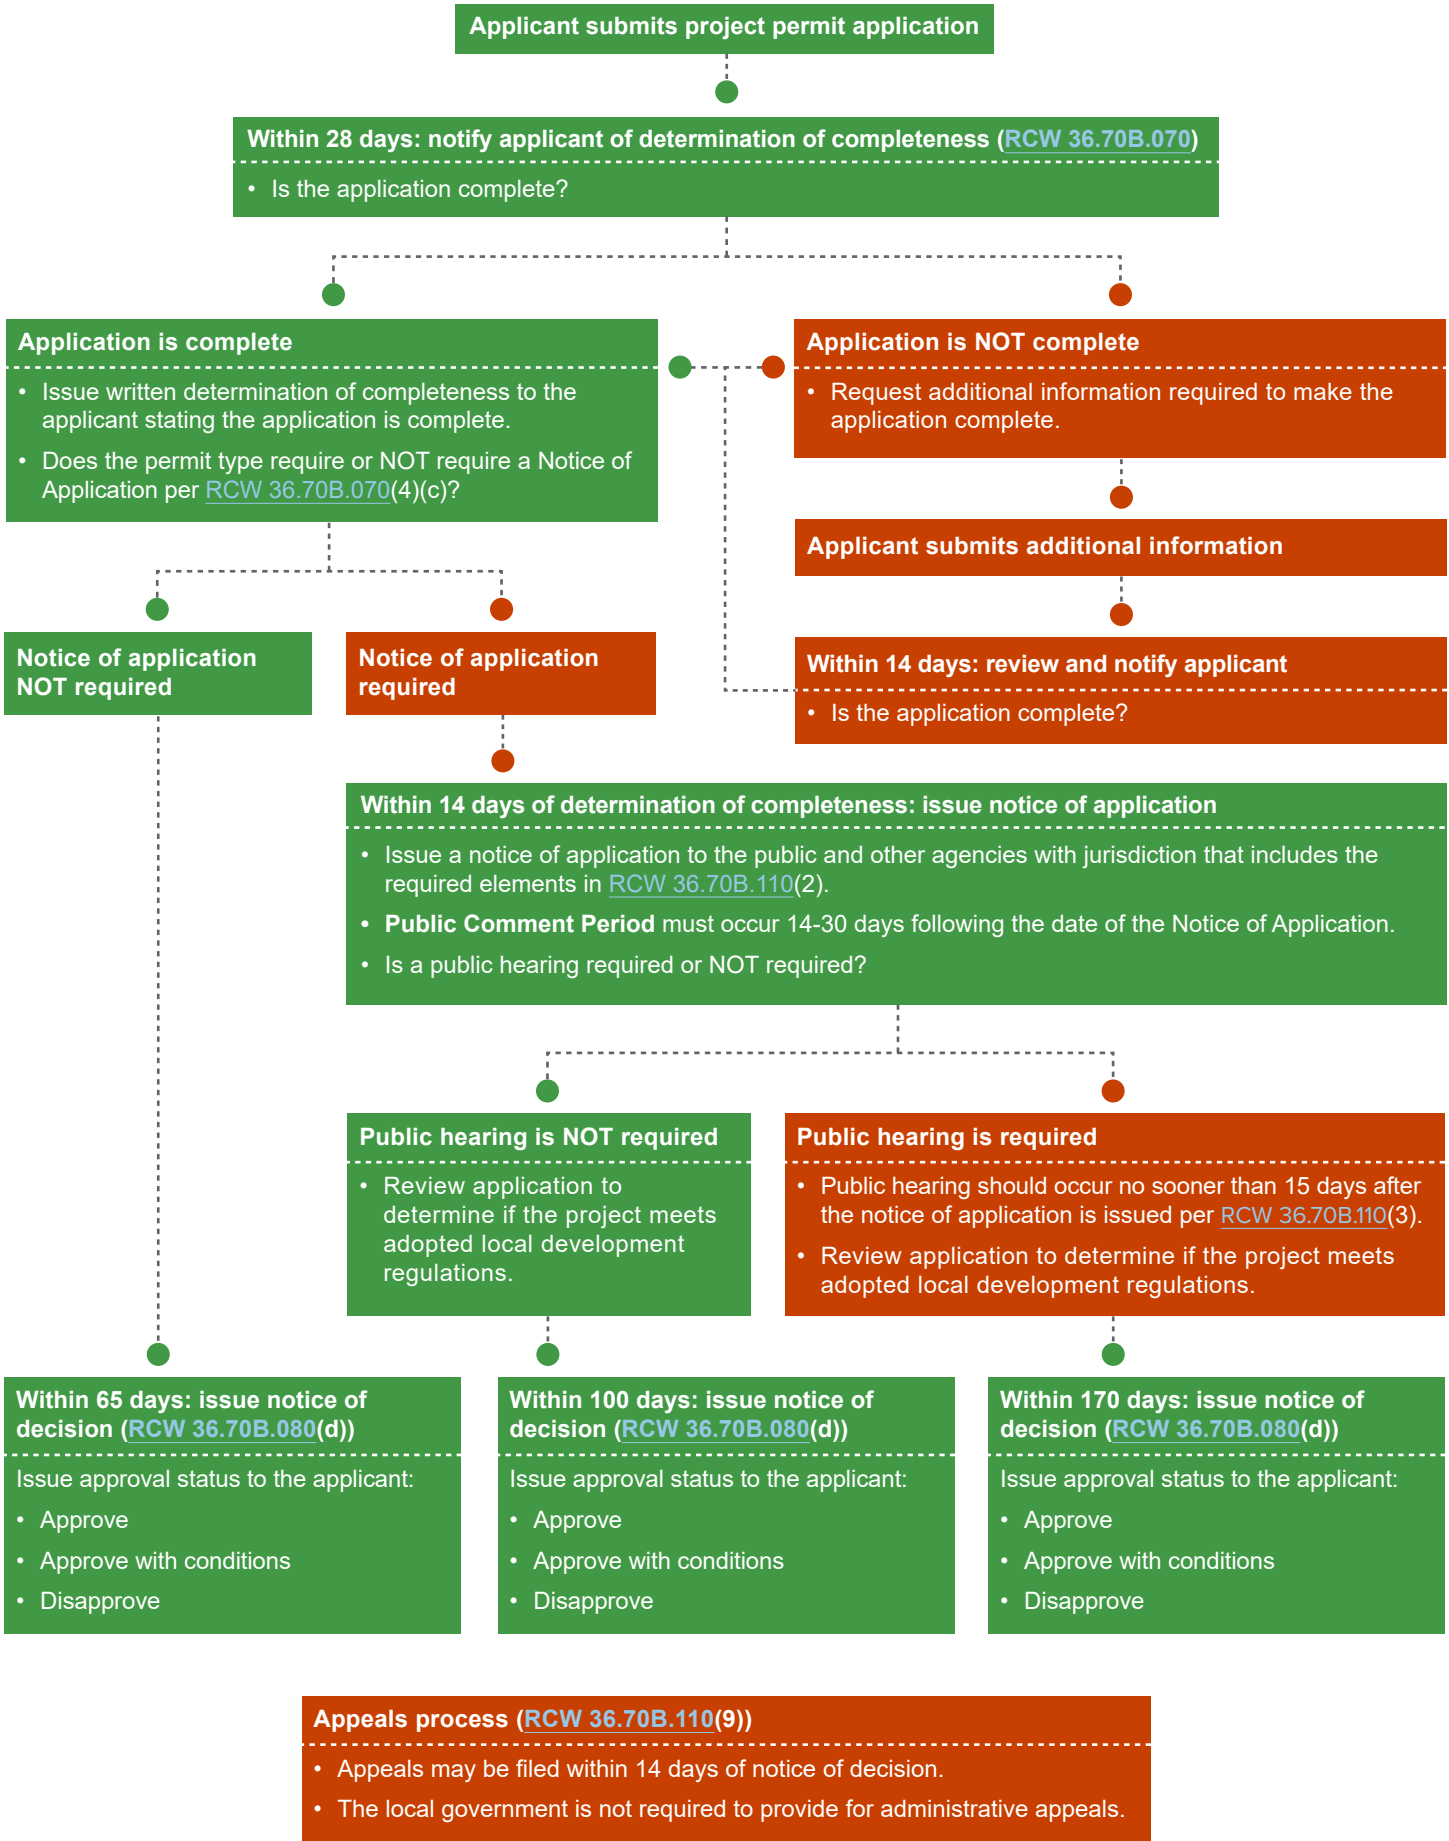 Applicant submits project permit application
Within 28 days: notify applicant of determination of completeness (RCW 36.70B.070)
• Is the application complete?
Application is complete
• Issue written determination of completeness to the
applicant stating the application is complete.
• Does the permit type require or NOT require a Notice of
Application per RCW 36.70B.070(4)(c)?
Application is NOT complete
• Request additional information required to make the
application complete.
Applicant submits additional information
Within 14 days: review and notify applicant
• Is the application complete?
Notice of application
NOT required
Notice of application
required
Within 14 days of determination of completeness: issue notice of application
• Issue a notice of application to the public and other agencies with jurisdiction that includes the
required elements in RCW 36.70B.110(2).
• Public Comment Period must occur 14-30 days following the date of the Notice of Application.
• Is a public hearing required or NOT required?
Public hearing is NOT required
• Review application to
determine if the project meets
adopted local development
regulations.
Public hearing is required
• Public hearing should occur no sooner than 15 days after
the notice of application is issued per RCW 36.70B.110(3).
• Review application to determine if the project meets
adopted local development regulations.
Within 65 days: issue notice of
decision (RCW 36.70B.080(d))
Issue approval status to the applicant:
• Approve
• Approve with conditions
• Disapprove
Within 100 days: issue notice of
decision (RCW 36.70B.080(d))
Issue approval status to the applicant:
• Approve
• Approve with conditions
• Disapprove
Within 170 days: issue notice of
decision (RCW 36.70B.080(d))
Issue approval status to the applicant:
• Approve
• Approve with conditions
• Disapprove
Appeals process (RCW 36.70B.110(9))
• Appeals may be filed within 14 days of notice of decision.
• The local government is not required to provide for administrative appeals.